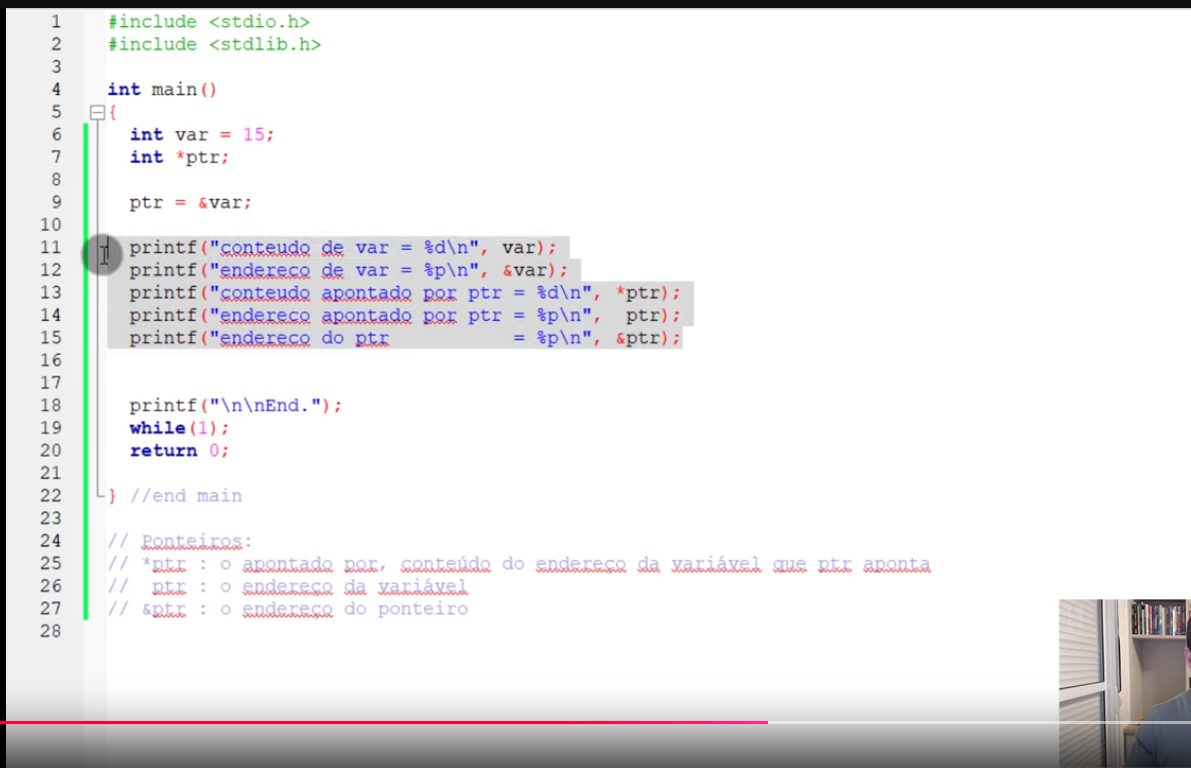 1 #include <stdio.h>
2 #include <stdlib.h>
3
4 int main()
5 {
6 int var = 15;
7 int *ptr;
8
9 ptr = &var;
10
11 printf("conteudo de var = %d\n", var);
12 printf("endereco de var = %p\n", &var);
13 printf("conteudo apontado por ptr = %d\n", *ptr);
14 printf("endereco apontado por ptr = %p\n",  ptr);
15 printf("endereco do ptr           = %p\n", &ptr);
16
17
18 printf("\n\nEnd.");
19 while(1);
20 return 0;
21
22 } //end main
23
24 // Ponteiros:
25 // *ptr : o apontado por, conteúdo do endereço da variável que ptr aponta
26 //  ptr : o endereço da variável
27 // &ptr : o endereço do ponteiro
28